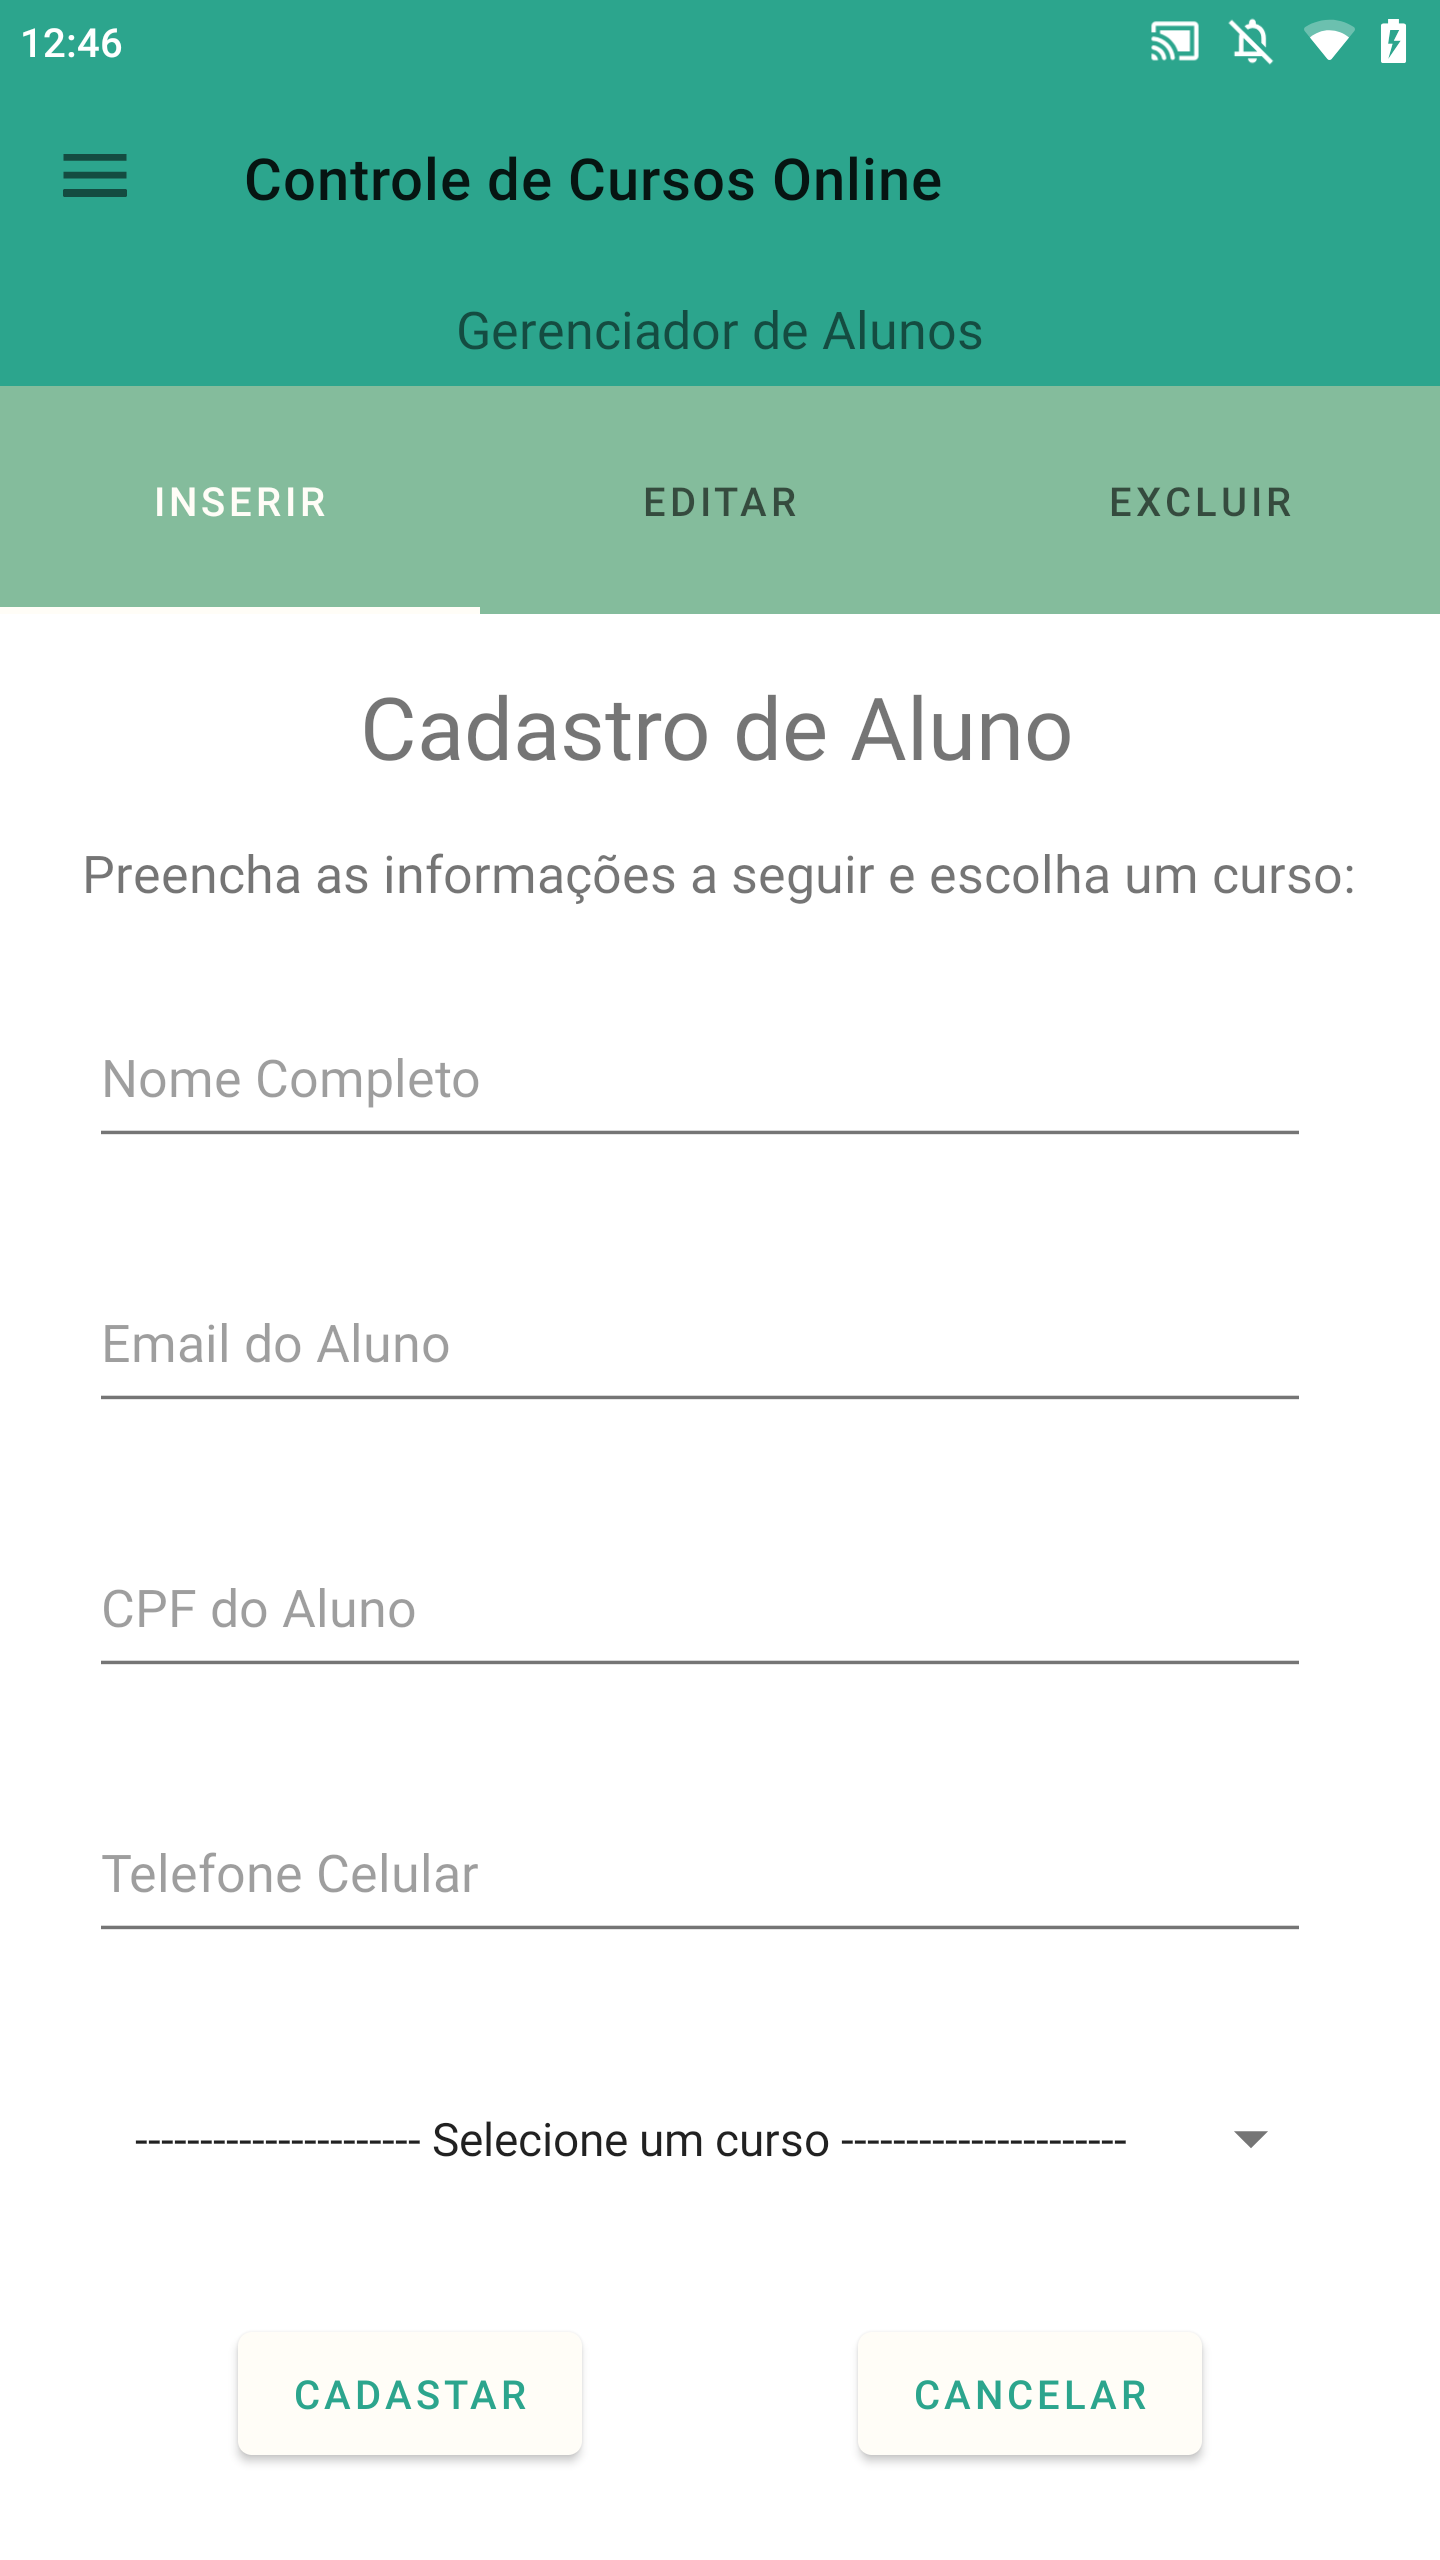 12:46
Controle de Cursos Online
Gerenciador de Alunos
INSERIR EDITAR EXCLUIR
Cadastro de Aluno
Preencha as informações a seguir e escolha um curso:
Nome Completo
Email do Aluno
CPF do Aluno
Telefone Celular
---------------------- Selecione um curso ----------------------
CADASTAR CANCELAR